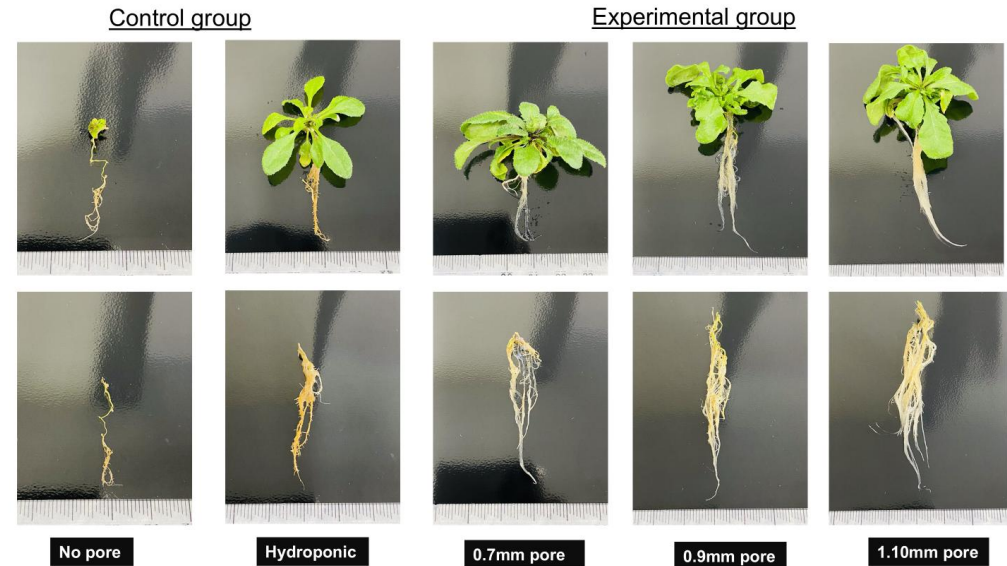 Control group
Experimental group
No pore
Hydroponic
0.7mm pore
0.9mm pore
1.10mm pore